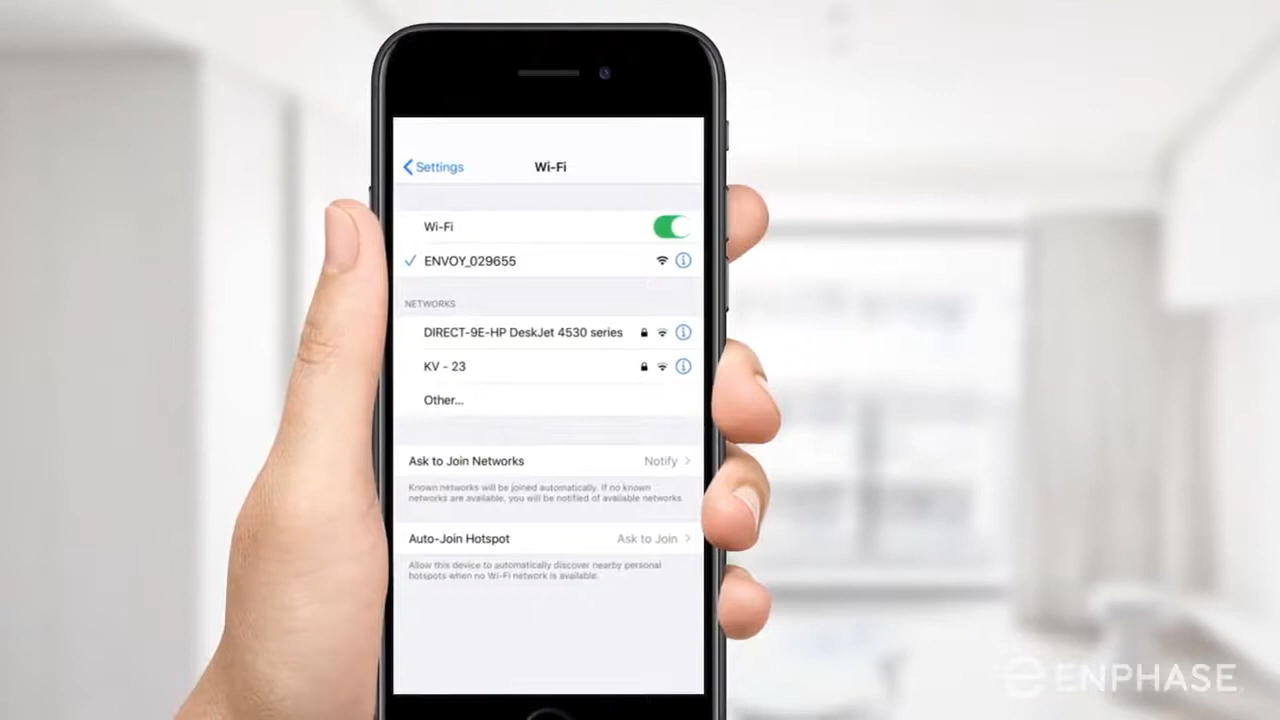 Settings
Wi-Fi
Wi-Fi
ENVOY_029655
NETWORKS
DIRECT-9E-HP DeskJet 4530 series
KV - 23
Other...
Ask to Join Networks Notify
Known networks will be joined automatically. If no known
networks are available, you will be notified of available networks.
Auto-Join Hotspot Ask to Join
Allow this device to automatically discover nearby personal
hotspots when no Wi-Fi network is available.
ENPHASE